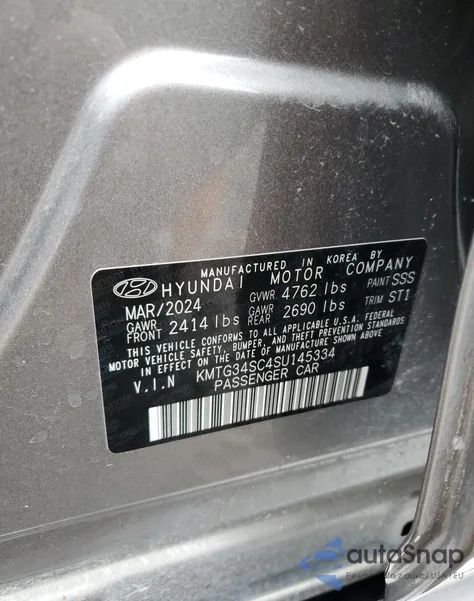 MANUFACTURED IN KOREA BY
HYUNDAI MOTOR COMPANY
MAR/2024 GVWR 4762 lbs PAINT SSS
GAWR FRONT 2414 lbs GAWR REAR 2690 lbs TRIM STI
THIS VEHICLE CONFORMS TO ALL APPLICABLE U.S.A. FEDERAL
MOTOR VEHICLE SAFETY, BUMPER, AND THEFT PREVENTION STANDARDS
IN EFFECT ON THE DATE OF MANUFACTURE SHOWN ABOVE.
V.I.N KMTG34SC4SU145334
PASSENGER CAR
autoSnap